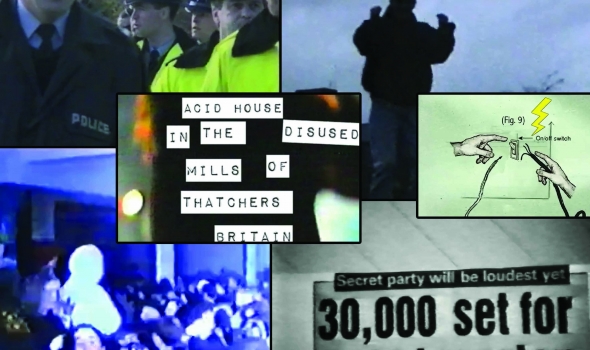 POLICE
ACID HOUSE
IN THE DISUSED
MILLS OF
THATCHERS
BRITAIN
(Fig. 9)
On/off switch
Secret party will be loudest yet
30,000 set for